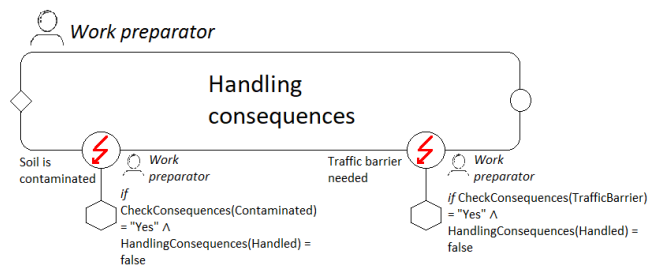 Work preparator
Handling
consequences
Soil is
contaminated
Work
preparator
if
CheckConsequences(Contaminated)
= "Yes" ∧
HandlingConsequences(Handled) =
false
Traffic barrier
needed
Work
preparator
if CheckConsequences(TrafficBarrier)
= "Yes" ∧
HandlingConsequences(Handled) =
false